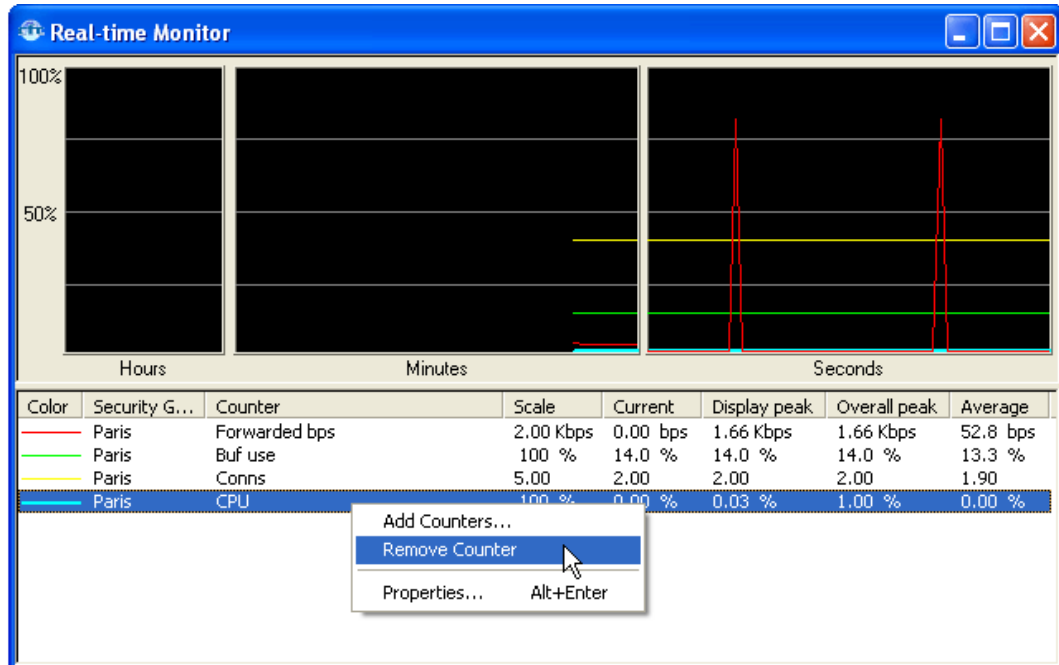 Real-time Monitor
100%
50%
Hours Minutes Seconds
Color Security G... Counter Scale Current Display peak Overall peak Average
Paris Forwarded bps 2.00 Kbps 0.00 bps 1.66 Kbps 1.66 Kbps 52.8 bps
Paris Buf use 100 % 14.0 % 14.0 % 14.0 % 13.3 %
Paris Conns 5.00 2.00 2.00 2.00 1.90
Paris CPU 100 % 0.00 % 0.03 % 1.00 % 0.00 %
Add Counters...
Remove Counter
Properties... Alt+Enter